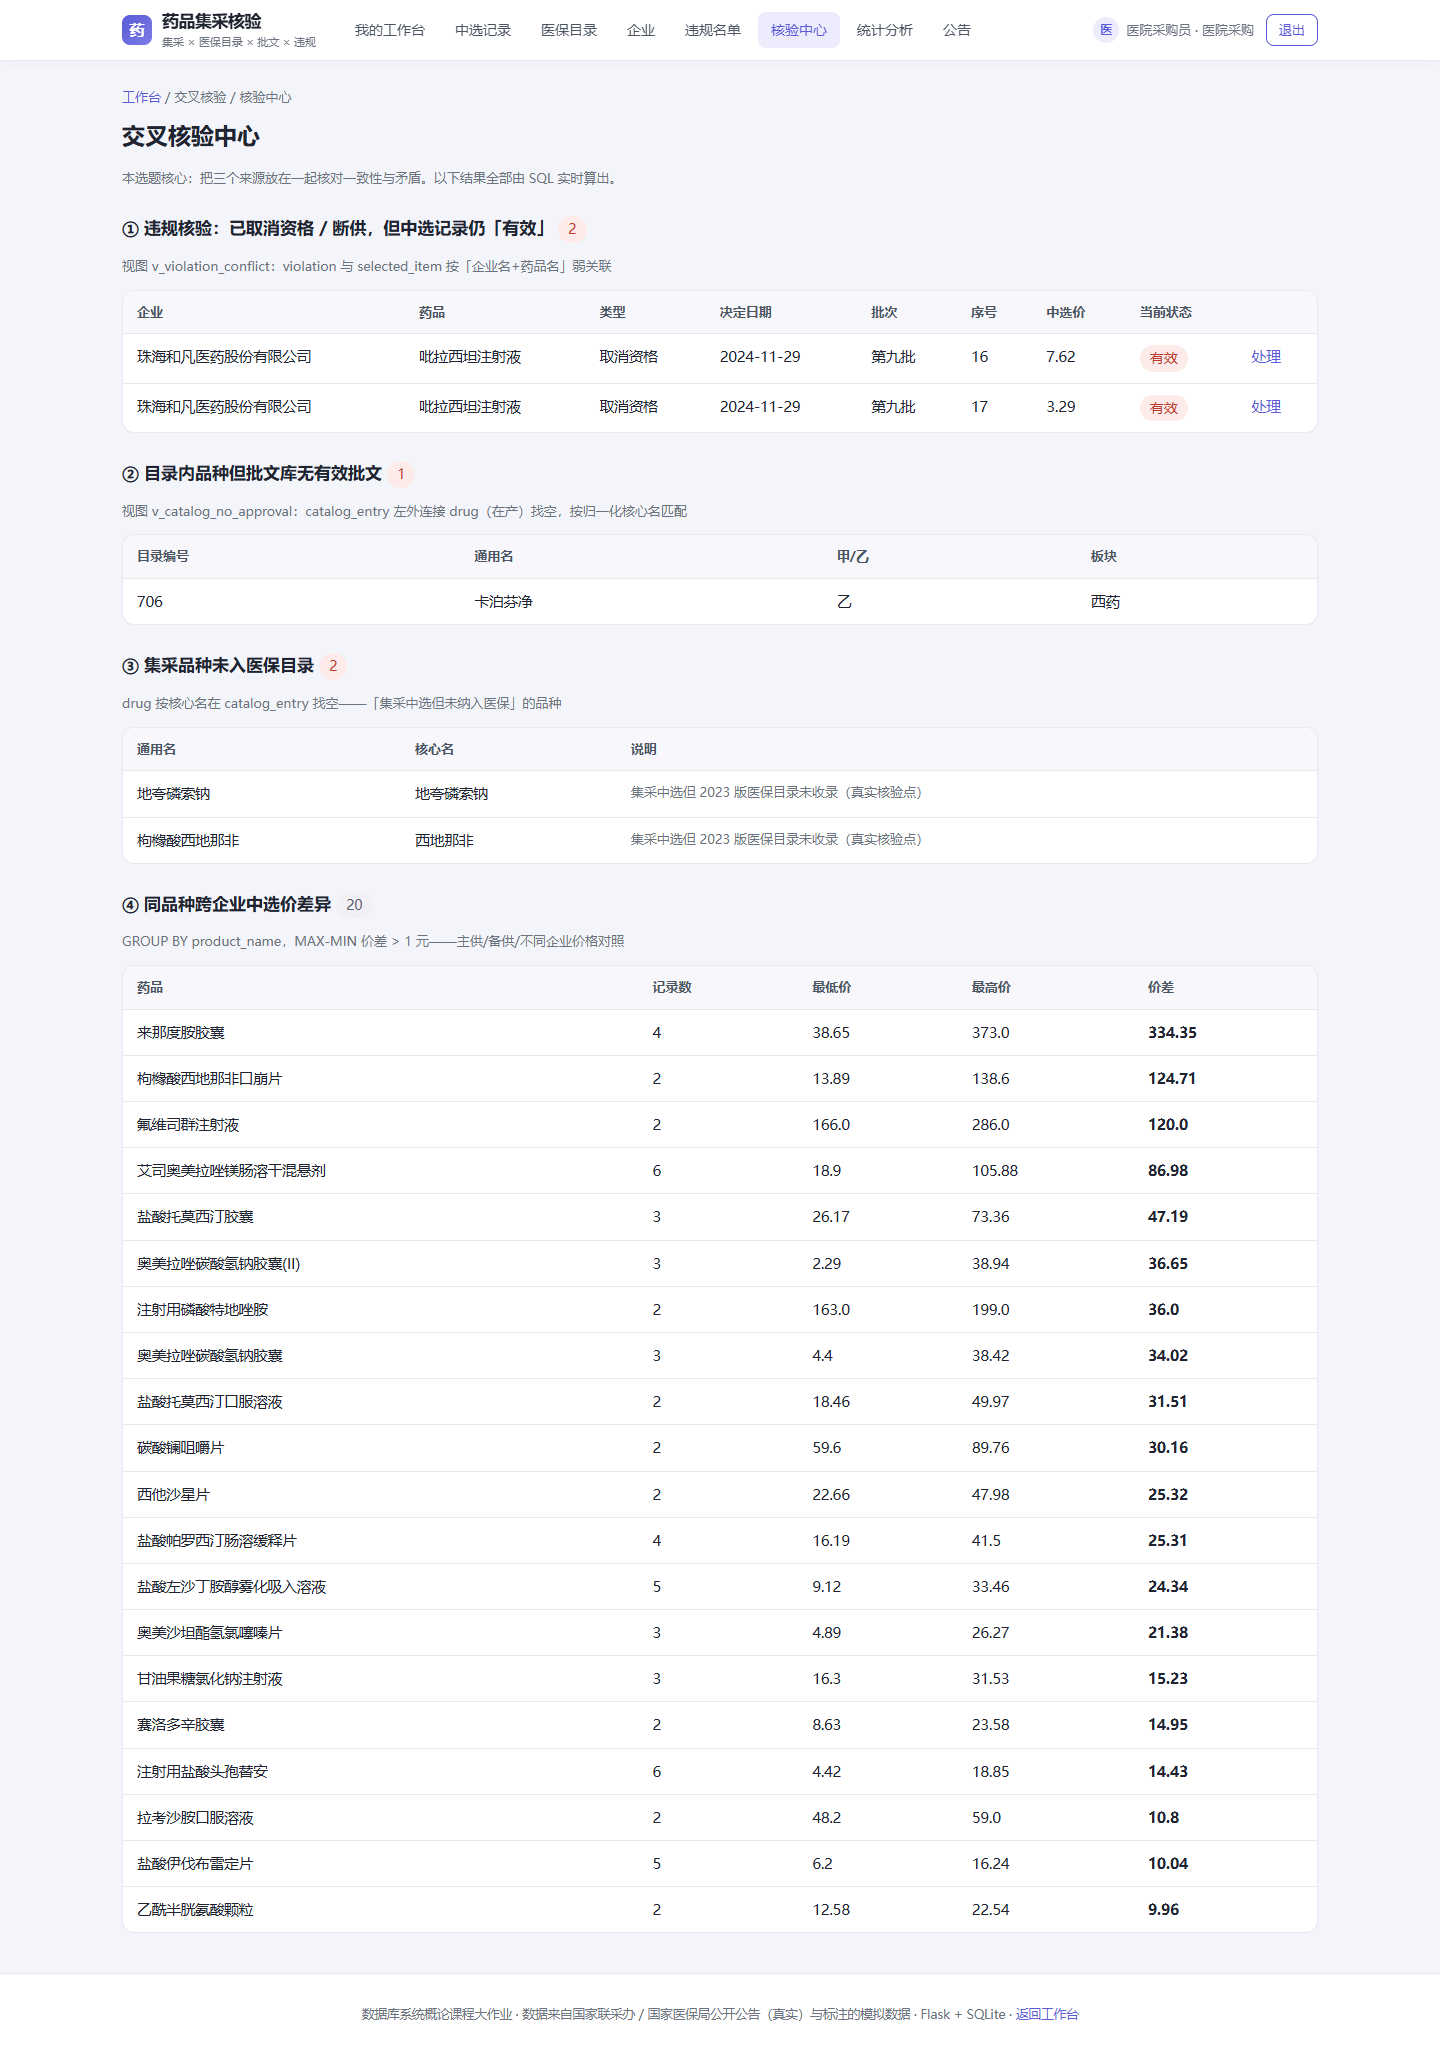 药 药品集采核验
集采 × 医保目录 × 批文 × 违规
我的工作台 中选记录 医保目录 企业 违规名单 核验中心 统计分析 公告
医 医院采购员 · 医院采购 退出
工作台 / 交叉核验 / 核验中心
交叉核验中心
本选题核心：把三个来源放在一起核对一致性与矛盾。以下结果全部由 SQL 实时算出。
① 违规核验：已取消资格 / 断供，但中选记录仍「有效」 2
视图 v_violation_conflict：violation 与 selected_item 按「企业名+药品名」弱关联
企业 药品 类型 决定日期 批次 序号 中选价 当前状态
珠海和凡医药股份有限公司 吡拉西坦注射液 取消资格 2024-11-29 第九批 16 7.62 有效 处理
珠海和凡医药股份有限公司 吡拉西坦注射液 取消资格 2024-11-29 第九批 17 3.29 有效 处理
② 目录内品种但批文库无有效批文 1
视图 v_catalog_no_approval：catalog_entry 左外连接 drug（在产）找空，按归一化核心名匹配
目录编号 通用名 甲/乙 板块
706 卡泊芬净 乙 西药
③ 集采品种未入医保目录 2
drug 按核心名在 catalog_entry 找空——「集采中选但未纳入医保」的品种
通用名 核心名 说明
地夸磷索钠 地夸磷索钠 集采中选但 2023 版医保目录未收录（真实核验点）
枸橼酸西地那非 西地那非 集采中选但 2023 版医保目录未收录（真实核验点）
④ 同品种跨企业中选价差异 20
GROUP BY product_name，MAX-MIN 价差 > 1 元——主供/备供/不同企业价格对照
药品 记录数 最低价 最高价 价差
来那度胺胶囊 4 38.65 373.0 334.35
枸橼酸西地那非口崩片 2 13.89 138.6 124.71
氟维司群注射液 2 166.0 286.0 120.0
艾司奥美拉唑镁肠溶干混悬剂 6 18.9 105.88 86.98
盐酸托莫西汀胶囊 3 26.17 73.36 47.19
奥美拉唑碳酸氢钠胶囊(II) 3 2.29 38.94 36.65
注射用磷酸特地唑胺 2 163.0 199.0 36.0
奥美拉唑碳酸氢钠胶囊 3 4.4 38.42 34.02
盐酸托莫西汀口服溶液 2 18.46 49.97 31.51
碳酸镧咀嚼片 2 59.6 89.76 30.16
西他沙星片 2 22.66 47.98 25.32
盐酸帕罗西汀肠溶缓释片 4 16.19 41.5 25.31
盐酸左沙丁胺醇雾化吸入溶液 5 9.12 33.46 24.34
奥美沙坦酯氢氯噻嗪片 3 4.89 26.27 21.38
甘油果糖氯化钠注射液 3 16.3 31.53 15.23
赛洛多辛胶囊 2 8.63 23.58 14.95
注射用盐酸头孢替安 6 4.42 18.85 14.43
拉考沙胺口服溶液 2 48.2 59.0 10.8
盐酸伊伐布雷定片 5 6.2 16.24 10.04
乙酰半胱氨酸颗粒 2 12.58 22.54 9.96
数据库系统概论课程大作业 · 数据来自国家联采办 / 国家医保局公开公告（真实）与标注的模拟数据 · Flask + SQLite · 返回工作台